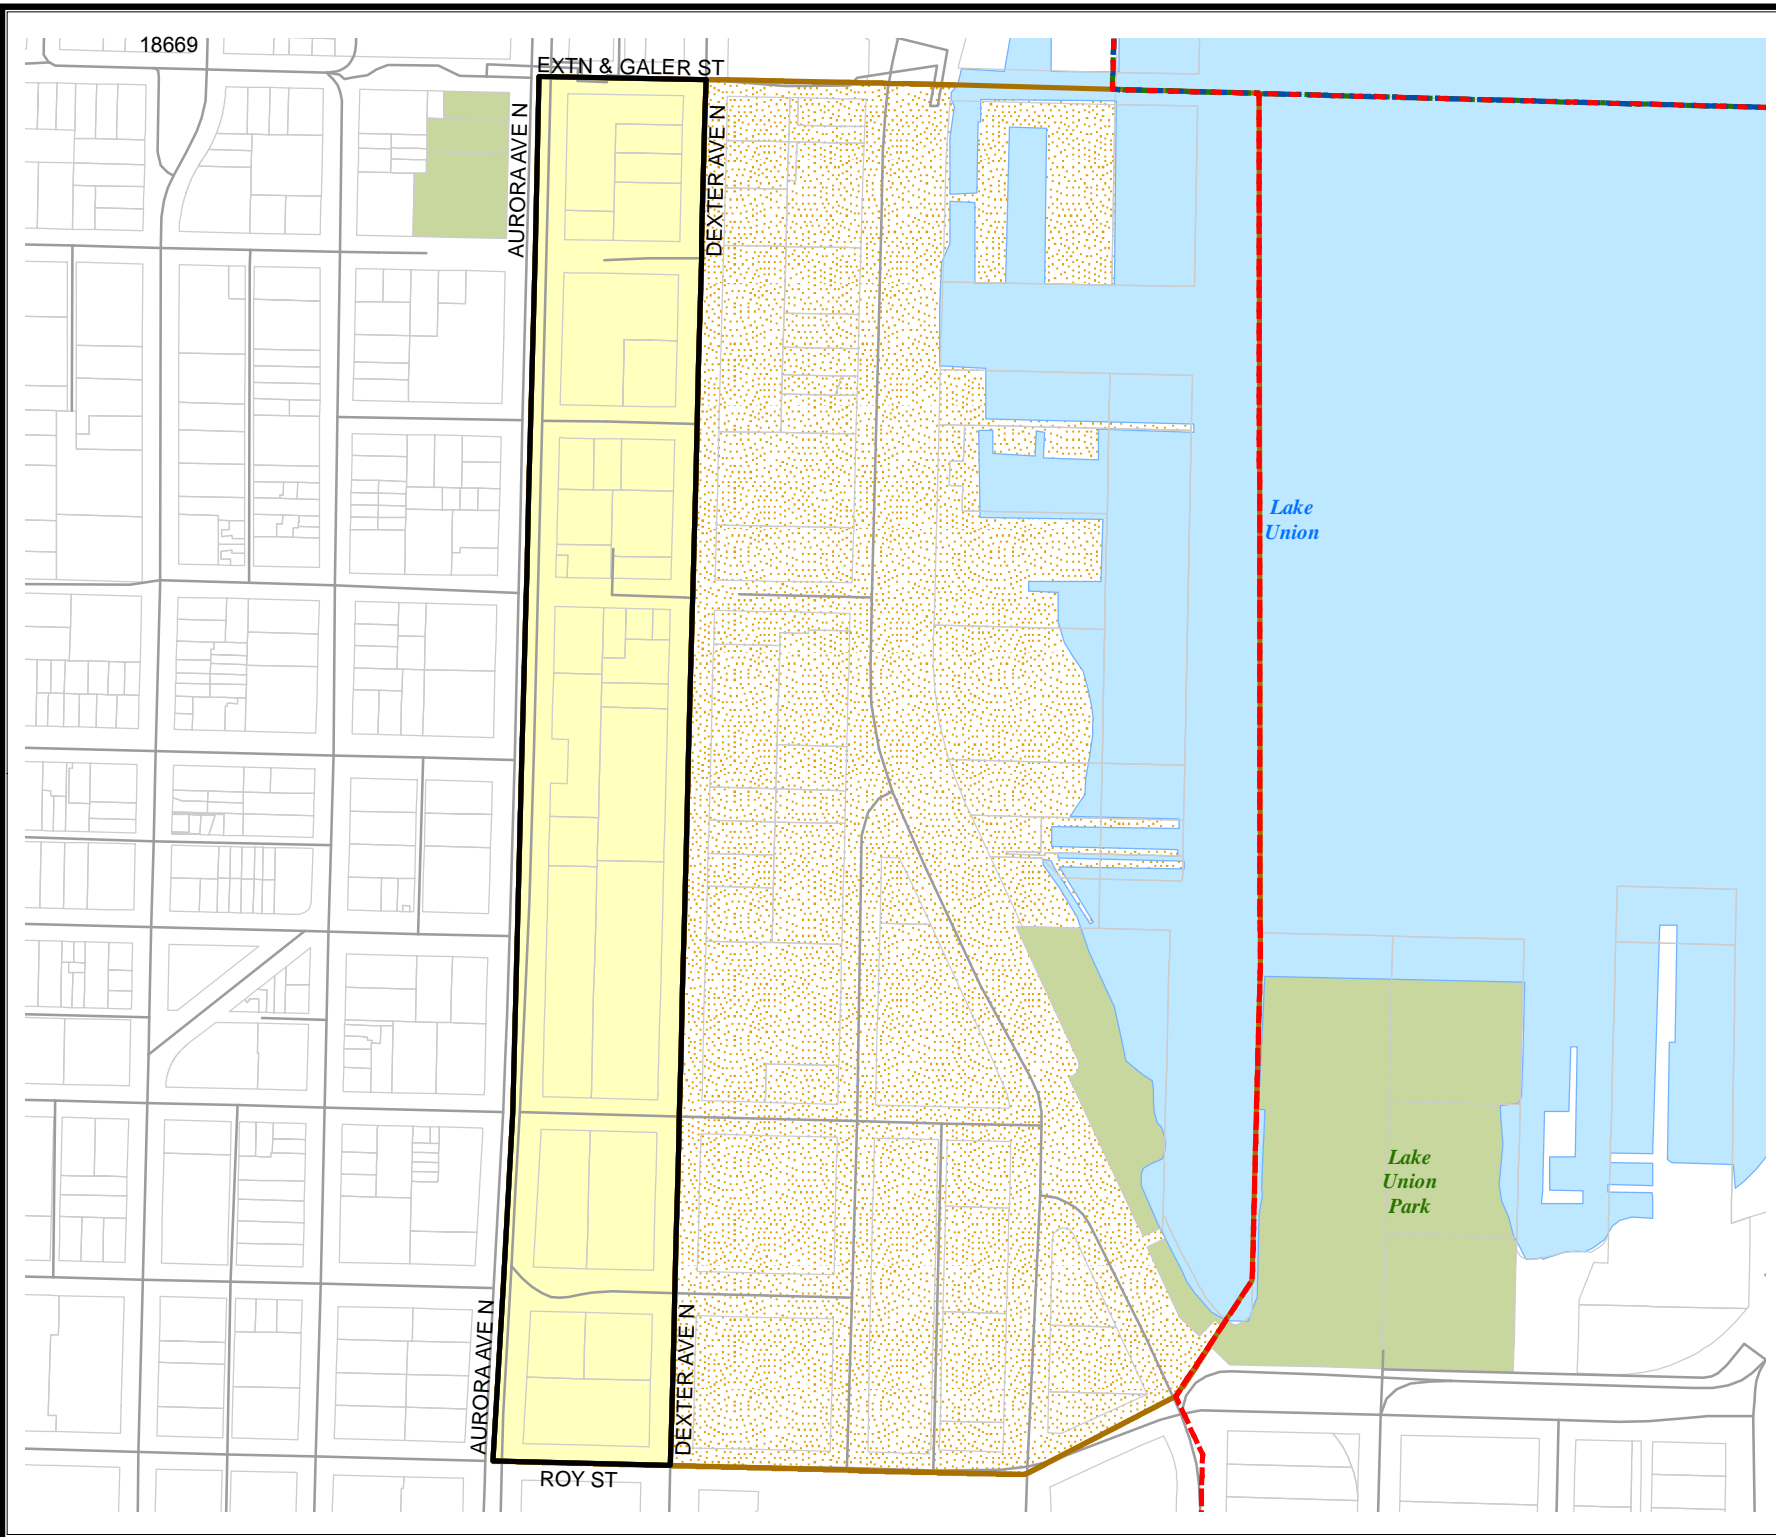 18669
EXTN & GALER ST
AURORA AVE N
DEXTER AVE N
Lake
Union
Lake
Union
Park
AURORA AVE N
DEXTER AVE N
ROY ST